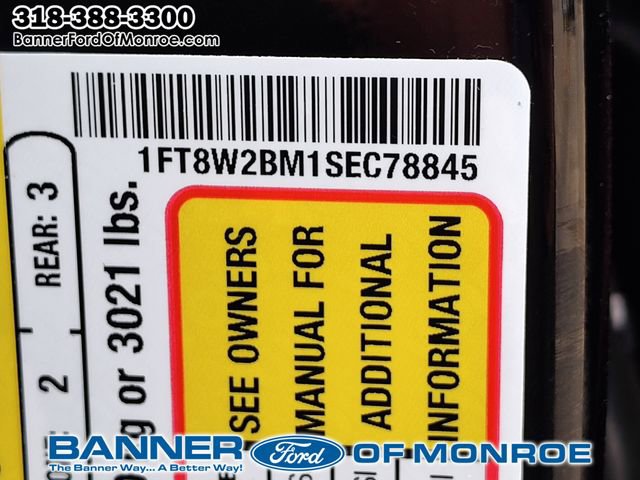 318-388-3300
BannerFordOfMonroe.com
1FT8W2BM1SEC78845
REAR: 3
2
g or 3021 lbs.
SEE OWNERS
MANUAL FOR
ADDITIONAL
INFORMATION
BANNER Ford OF MONROE
The Banner Way... A Better Way!